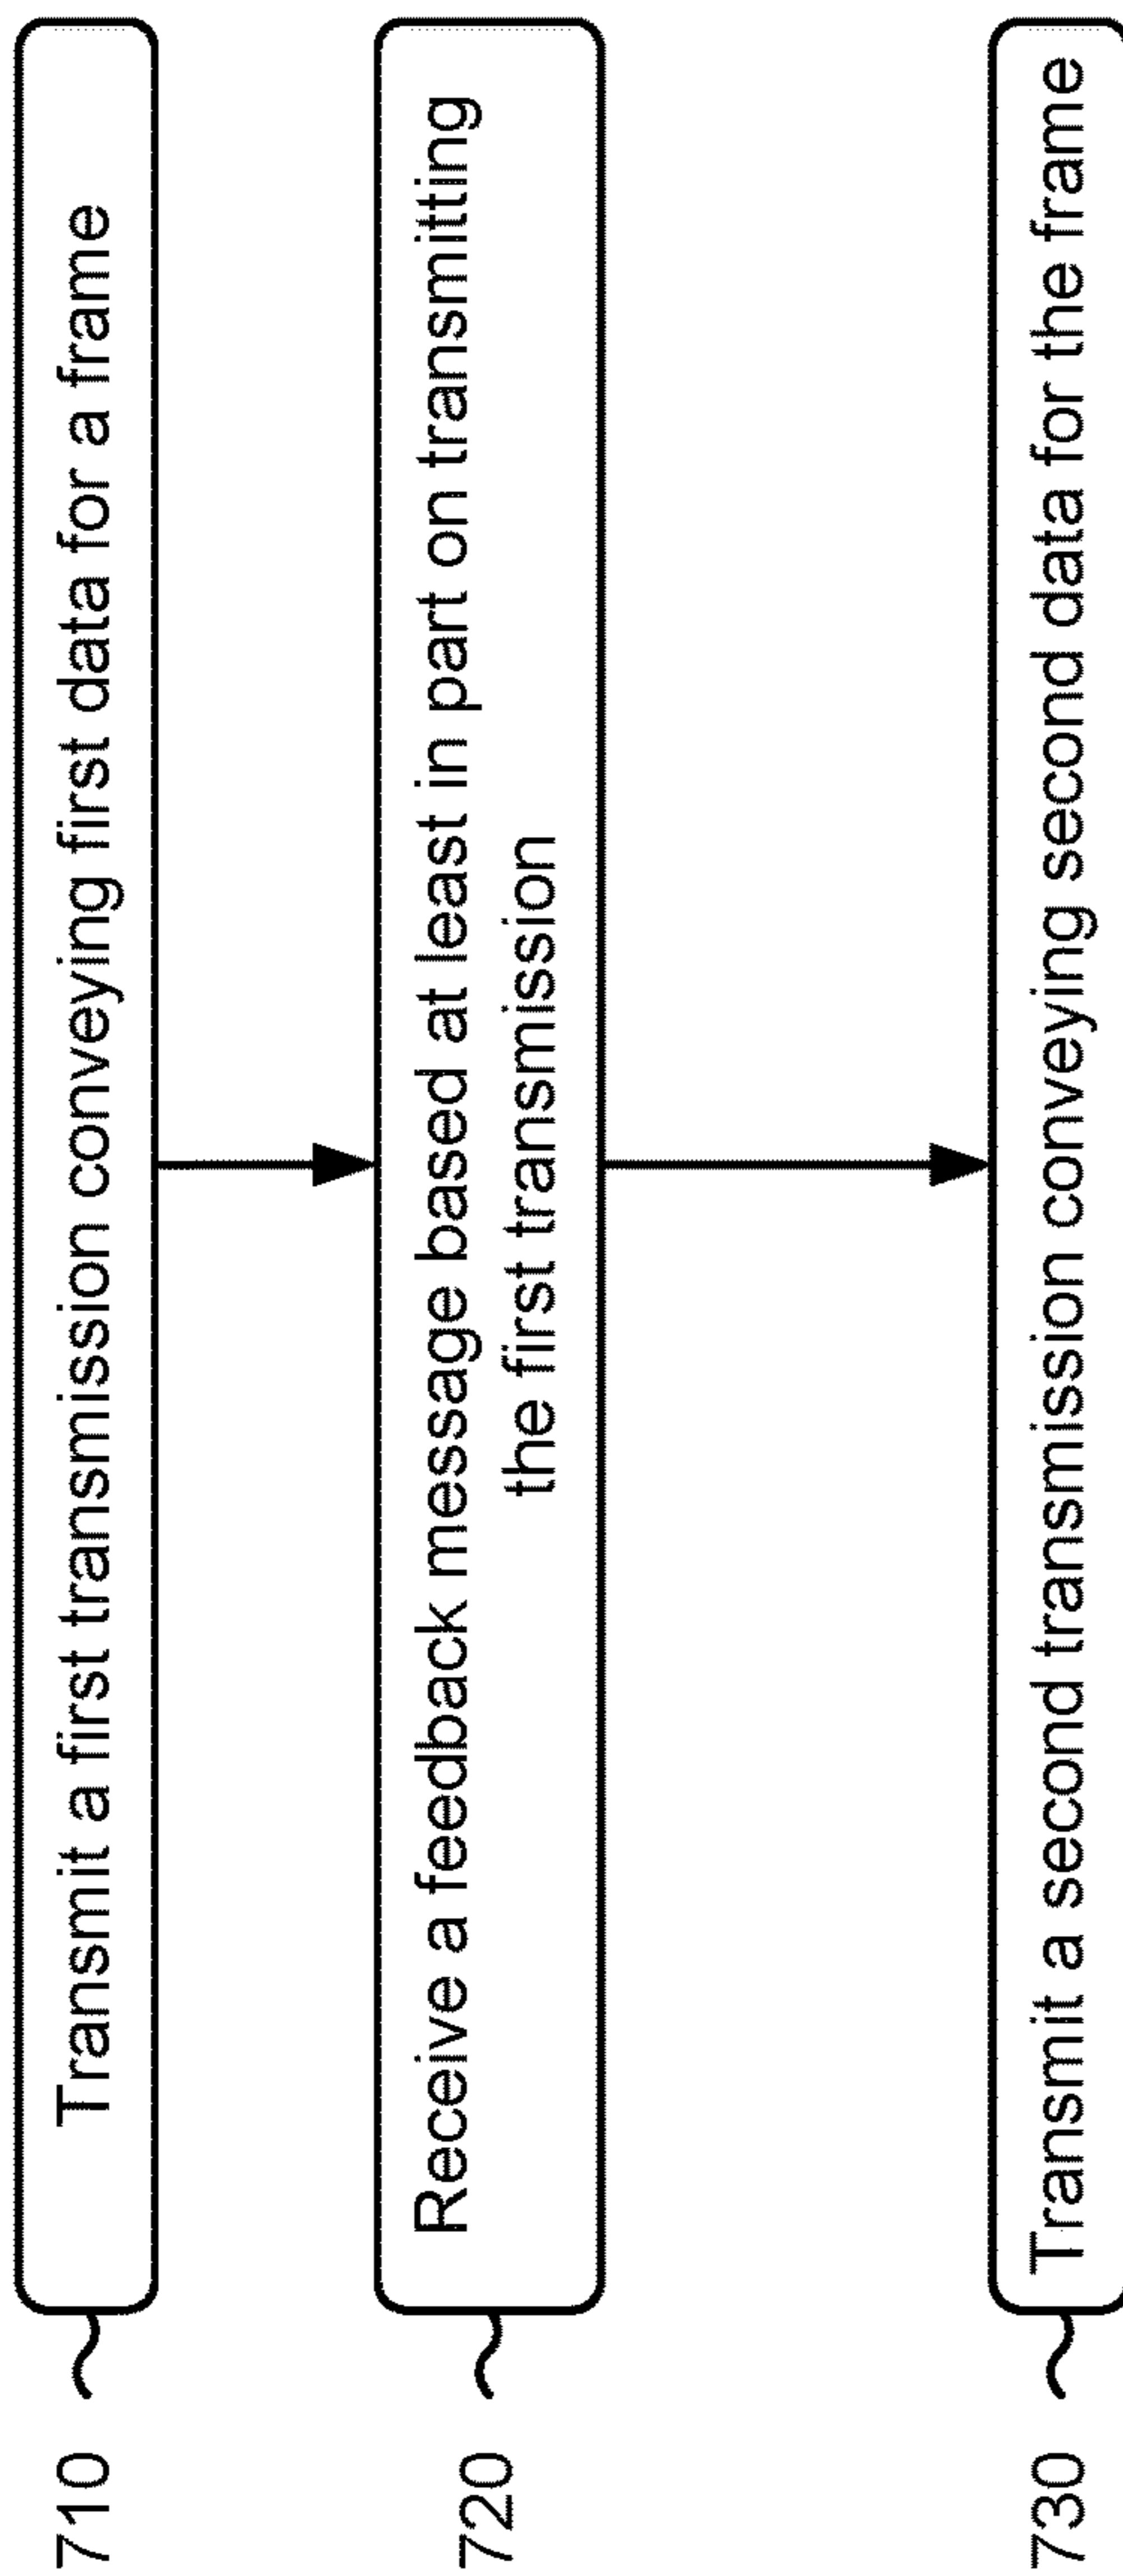 710
Transmit a first transmission conveying first data for a frame
720
Receive a feedback message based at least in part on transmitting
the first transmission
730
Transmit a second transmission conveying second data for the frame